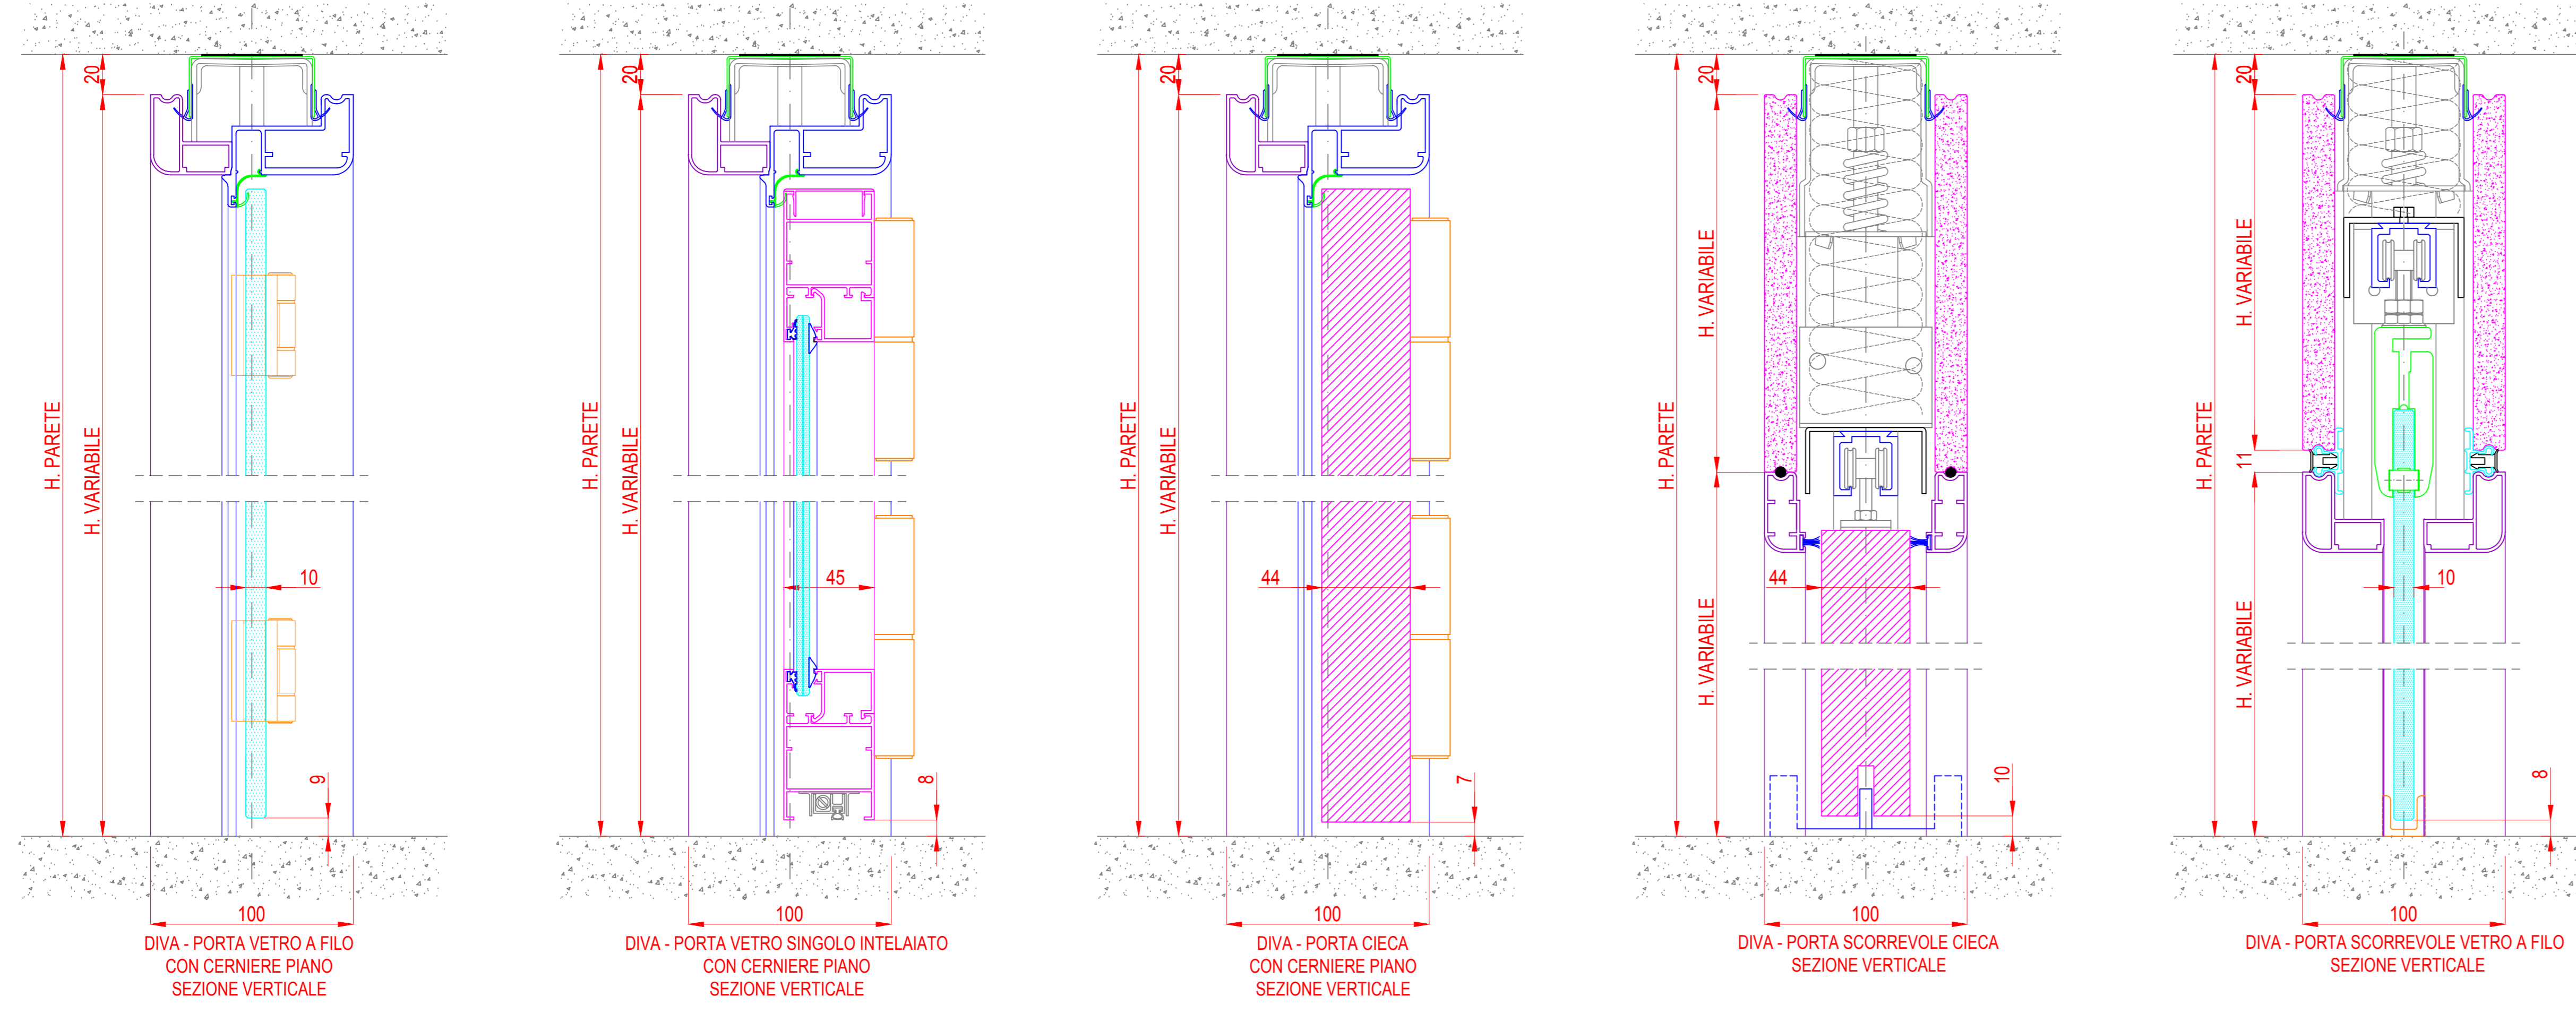 20
H. PARETE
H. VARIABILE
10
9
100
DIVA - PORTA VETRO A FILO
CON CERNIERE PIANO
SEZIONE VERTICALE
20
H. PARETE
H. VARIABILE
45
8
100
DIVA - PORTA VETRO SINGOLO INTELAIATO
CON CERNIERE PIANO
SEZIONE VERTICALE
20
H. PARETE
H. VARIABILE
44
7
100
DIVA - PORTA CIECA
CON CERNIERE PIANO
SEZIONE VERTICALE
20
H. VARIABILE
H. PARETE
44
H. VARIABILE
10
100
DIVA - PORTA SCORREVOLE CIECA
SEZIONE VERTICALE
20
H. VARIABILE
H. PARETE
11
10
H. VARIABILE
8
100
DIVA - PORTA SCORREVOLE VETRO A FILO
SEZIONE VERTICALE